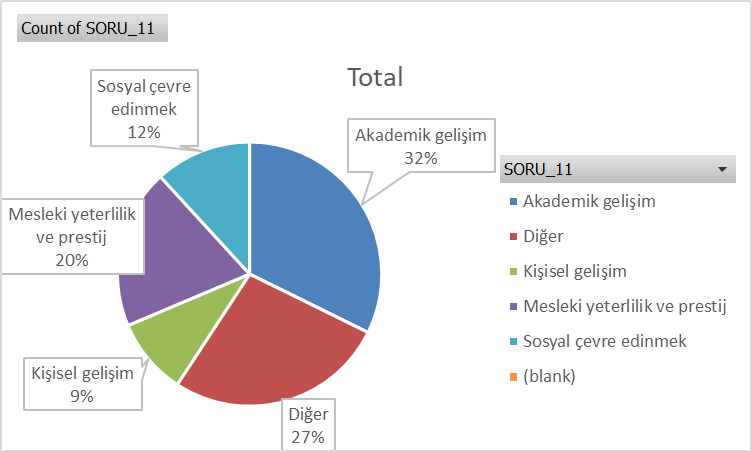 Count of SORU_11
Total
Sosyal çevre
edinmek
12%
Akademik gelişim
32%
Mesleki yeterlilik
ve prestij
20%
Kişisel gelişim
9%
Diğer
27%
SORU_11
Akademik gelişim
Diğer
Kişisel gelişim
Mesleki yeterlilik ve prestij
Sosyal çevre edinmek
(blank)